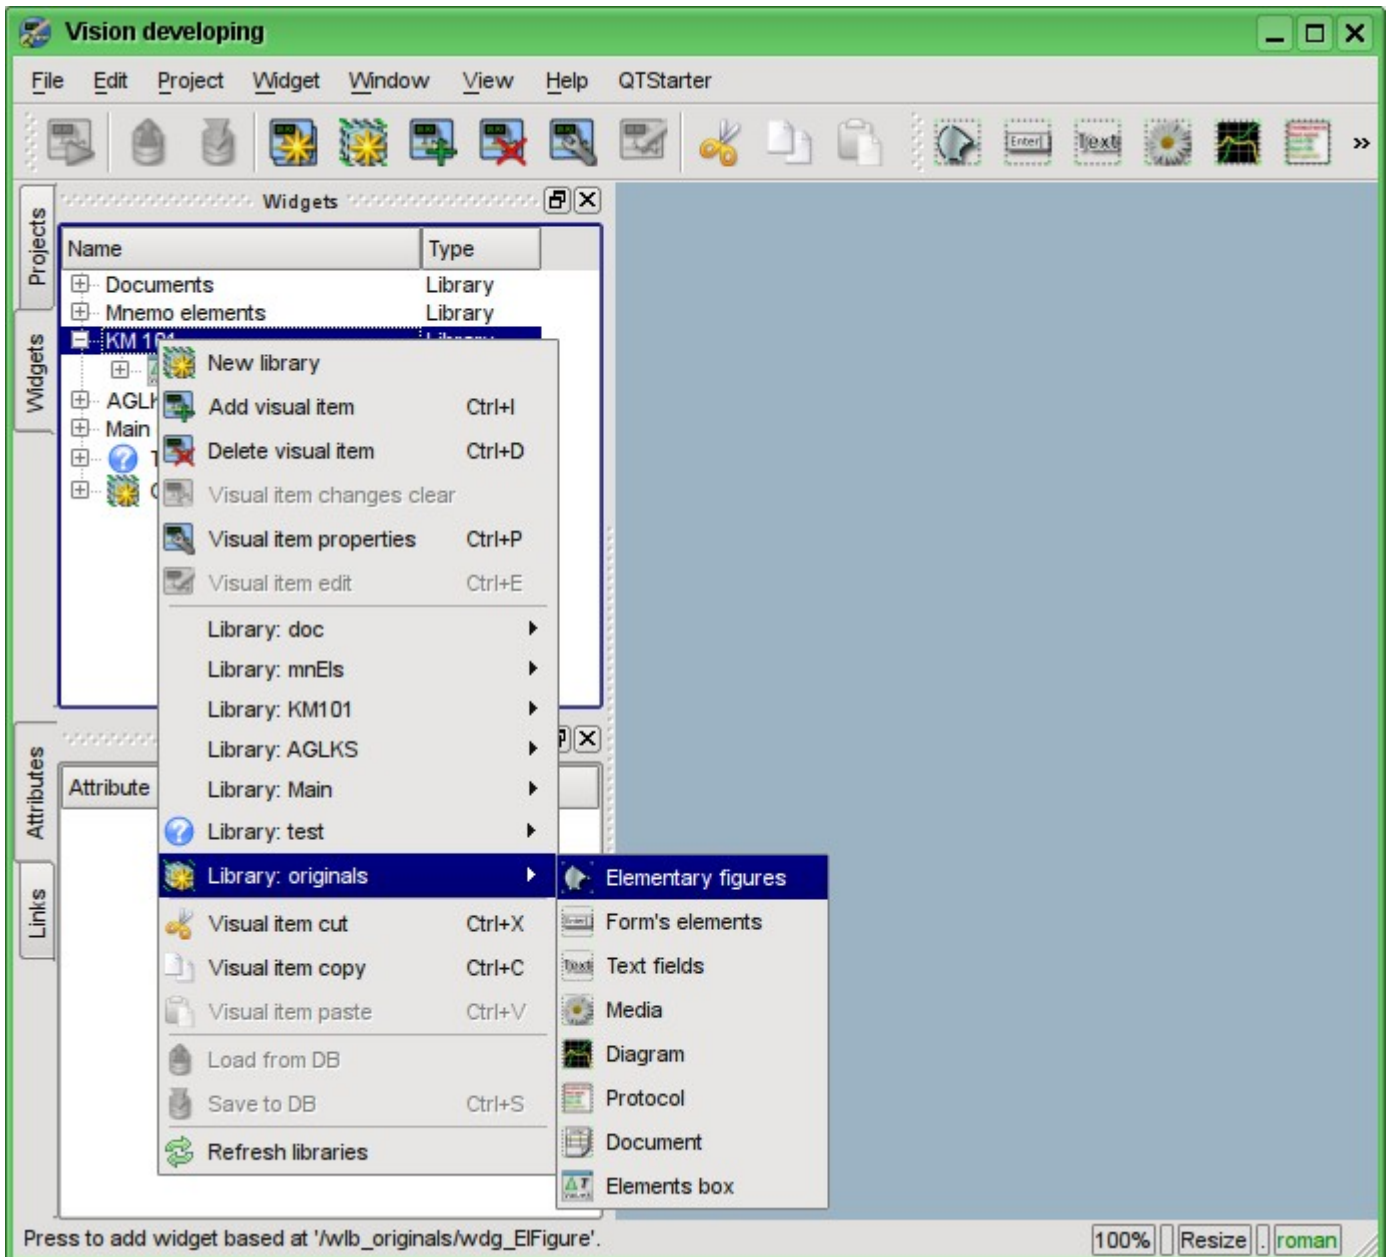 Vision developing
File Edit Project Widget Window View Help QTStarter
Enter Text »
Projects
Widgets
Widgets
Name Type
Documents Library
Mnemo elements Library
KM 101 Library
AGLK
Main
New library
Add visual item Ctrl+I
Delete visual item Ctrl+D
Visual item changes clear
Visual item properties Ctrl+P
Visual item edit Ctrl+E
Library: doc
Library: mnEls
Library: KM101
Library: AGLKS
Library: Main
Library: test
Library: originals
Visual item cut Ctrl+X
Visual item copy Ctrl+C
Visual item paste Ctrl+V
Load from DB
Save to DB Ctrl+S
Refresh libraries
Elementary figures
Form's elements
Text fields
Media
Diagram
Protocol
Document
Elements box
Attributes
Links
Attribute
Press to add widget based at '/wlb_originals/wdg_ElFigure'.
100% Resize . roman